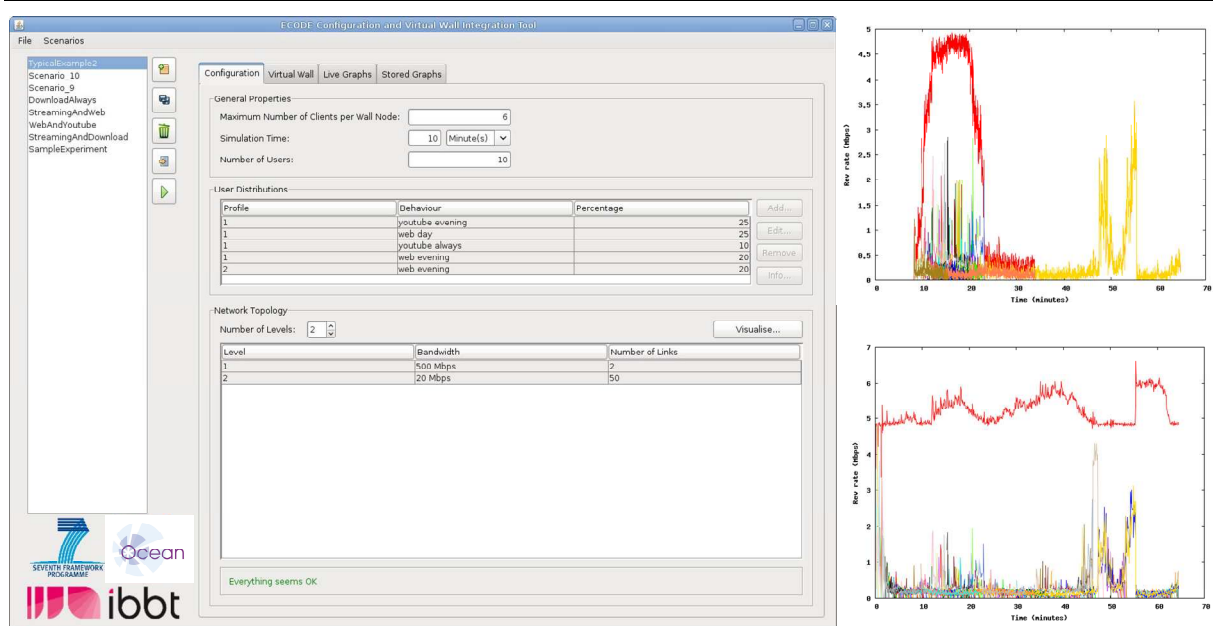 ECODE Configuration and Virtual Wall Integration Tool
File Scenarios
TypicalExample2
Scenario_10
Scenario_9
DownloadAlways
StreamingAndWeb
WebAndYoutube
StreamingAndDownload
SampleExperiment
Configuration Virtual Wall Live Graphs Stored Graphs
General Properties
Maximum Number of Clients per Wall Node: 6
Simulation Time: 10 Minute(s)
Number of Users: 10
User Distributions
Profile Behaviour Percentage
1 youtube evening 25
1 web day 25
1 youtube always 10
1 web evening 20
2 web evening 20
Add...
Edit...
Remove
Info...
Network Topology
Number of Levels: 2 Visualise...
Level Bandwidth Number of Links
1 500 Mbps 2
2 20 Mbps 50
Everything seems OK
SEVENTH FRAMEWORK
PROGRAMME
Ocean
ibbt
5
4,5
4
3,5
3
2,5
2
1,5
1
0,5
0
Rev rate (Mbps)
0 10 20 30 40 50 60 70
Time (minutes)
7
6
5
4
3
2
1
0
Rev rate (Mbps)
0 10 20 30 40 50 60 70
Time (minutes)